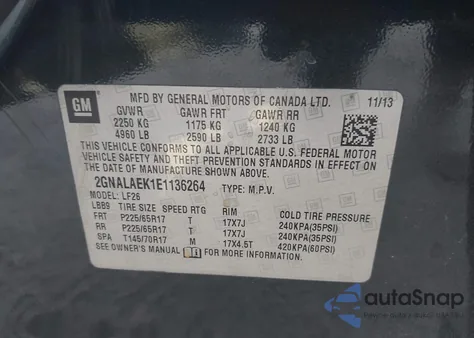 GM
MFD BY GENERAL MOTORS OF CANADA LTD. 11/13
GVWR GAWR FRT GAWR RR
2250 KG 1175 KG 1240 KG
4960 LB 2590 LB 2733 LB
THIS VEHICLE CONFORMS TO ALL APPLICABLE U.S. FEDERAL MOTOR
VEHICLE SAFETY, BUMPER, AND THEFT PREVENTION STANDARDS IN
EFFECT ON THE DATE OF MANUFACTURE SHOWN ABOVE.
2GNALAEK1E1136264 TYPE: M.P.V.
MODEL: LF26
LBB9 TIRE SIZE SPEED RTG RIM COLD TIRE PRESSURE
FRT P225/65R17 T 17X7J 240KPA(35PSI)
RR P225/65R17 T 17X7J 240KPA(35PSI)
SPA T145/70R17 M 17X4.5T 420KPA(60PSI)
SEE OWNER'S MANUAL FOR MORE INFORMATION
autoSnap